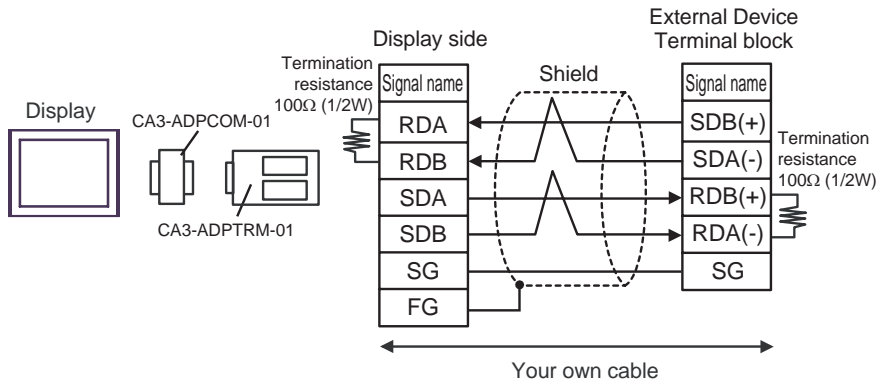 External Device
Terminal block
Display side
Termination
resistance
100Ω (1/2W)
Signal name
Shield
Signal name
Display
CA3-ADPCOM-01
CA3-ADPTRM-01
RDA
SDB(+)
RDB
SDA(-)
Termination
resistance
100Ω (1/2W)
SDA
RDB(+)
SDB
RDA(-)
SG
SG
FG
Your own cable